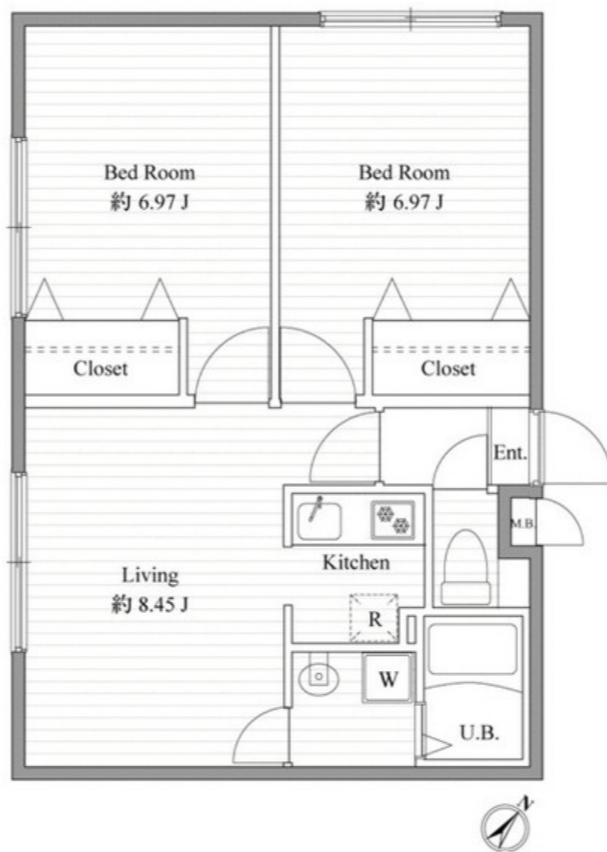 Bed Room
約 6.97 J
Bed Room
約 6.97 J
Closet
Closet
Ent.
M.B.
Kitchen
Living
約 8.45 J
R
W
U.B.
N